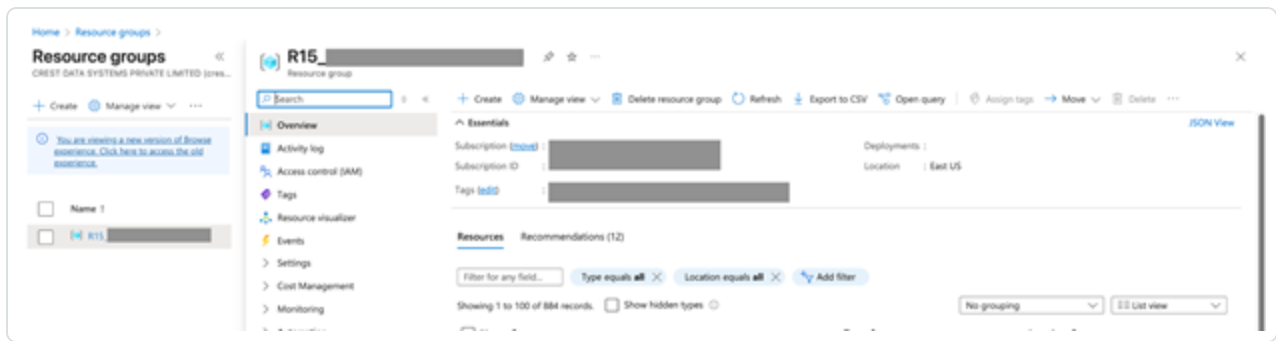 Home > Resource groups >
Resource groups
CREST DATA SYSTEMS PRIVATE LIMITED (cres...
+ Create Manage view ...
You are viewing a new version of Browse
experience. Click here to access the old
experience.
Name ↑
R15_
R15_
Resource group
Search
Overview
Activity log
Access control (IAM)
Tags
Resource visualizer
Events
Settings
Cost Management
Monitoring
+ Create Manage view Delete resource group Refresh Export to CSV Open query Assign tags Move Delete ...
Essentials JSON View
Subscription (move) : Deployments :
Subscription ID : Location : East US
Tags (edit) :
Resources Recommendations (12)
Filter for any field... Type equals all Location equals all Add filter
Showing 1 to 100 of 884 records. Show hidden types No grouping List view